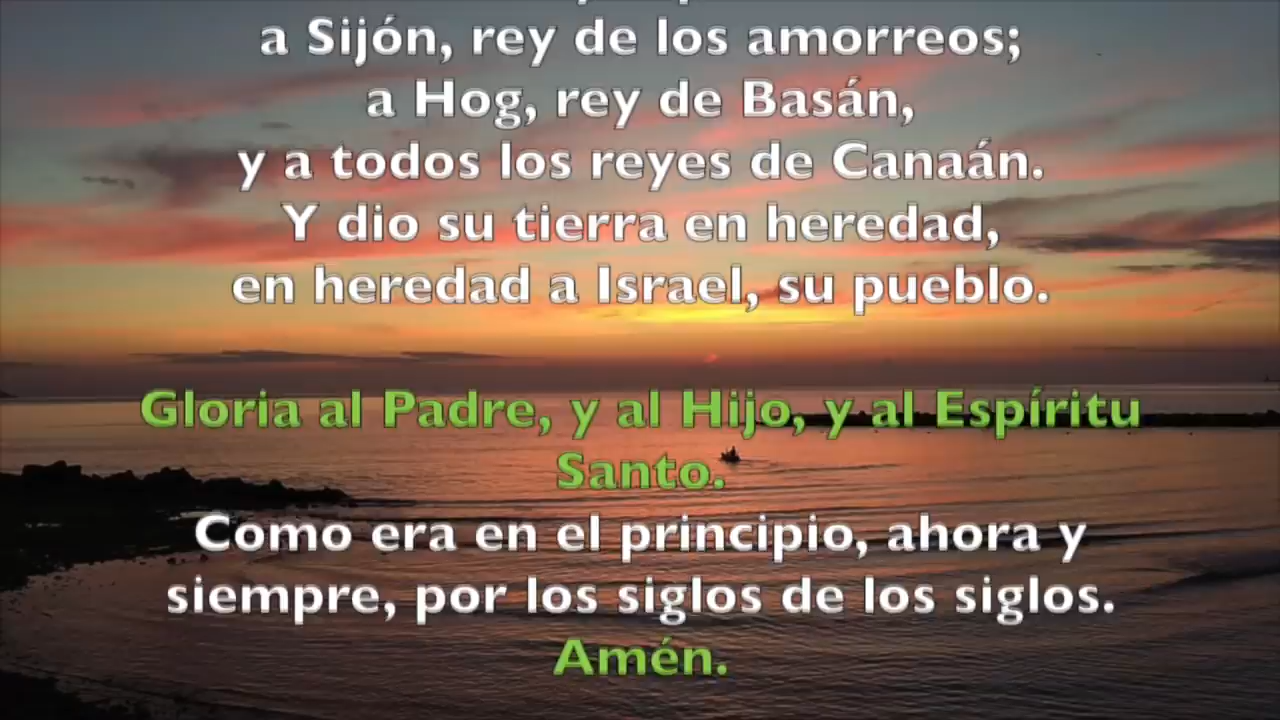 a Sijón, rey de los amorreos;
a Hog, rey de Basán,
y a todos los reyes de Canaán.
Y dio su tierra en heredad,
en heredad a Israel, su pueblo.
Gloria al Padre, y al Hijo, y al Espíritu
Santo.
Como era en el principio, ahora y
siempre, por los siglos de los siglos.
Amén.